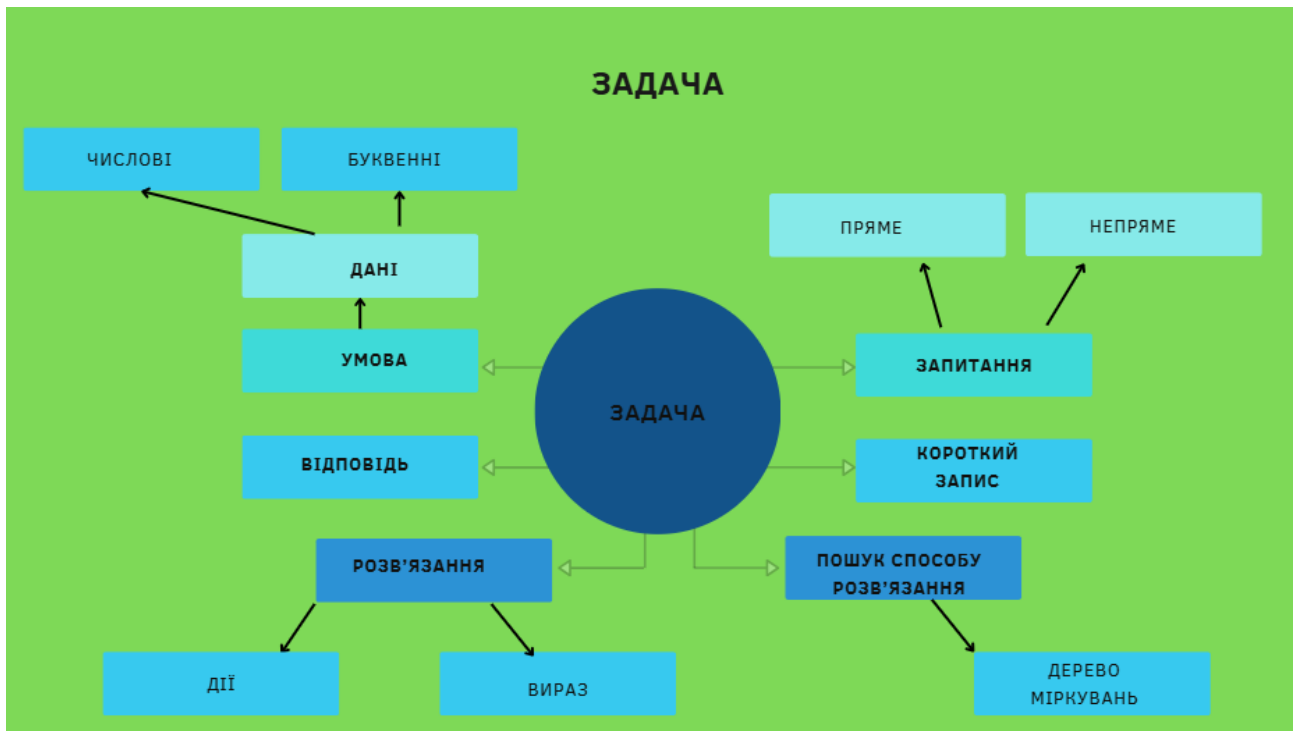 ЗАДАЧА
ЧИСЛОВІ
БУКВЕННІ
ДАНІ
УМОВА
ПРЯМЕ
НЕПРЯМЕ
ЗАПИТАННЯ
ЗАДАЧА
ВІДПОВІДЬ
КОРОТКИЙ
ЗАПИС
РОЗВ'ЯЗАННЯ
ПОШУК СПОСОБУ
РОЗВ'ЯЗАННЯ
ДІЇ
ВИРАЗ
ДЕРЕВО
МІРКУВАНЬ